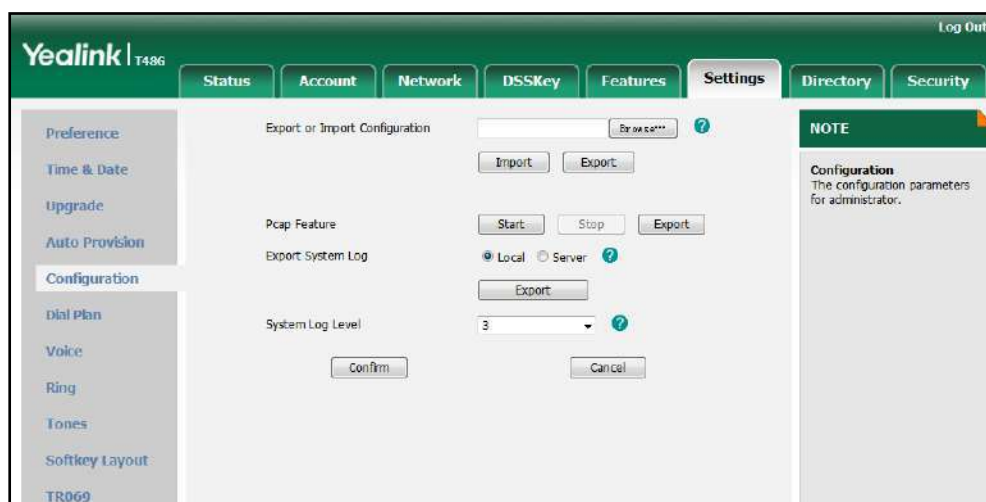 Log Out
Yealink | T48G
Status Account Network DSSKey Features Settings Directory Security
Preference
Time & Date
Upgrade
Auto Provision
Configuration
Dial Plan
Voice
Ring
Tones
Softkey Layout
TR069
Export or Import Configuration Browse...
Import Export
Pcap Feature Start Stop Export
Export System Log Local Server
Export
System Log Level 3
Confirm Cancel
NOTE
Configuration
The configuration parameters
for administrator.